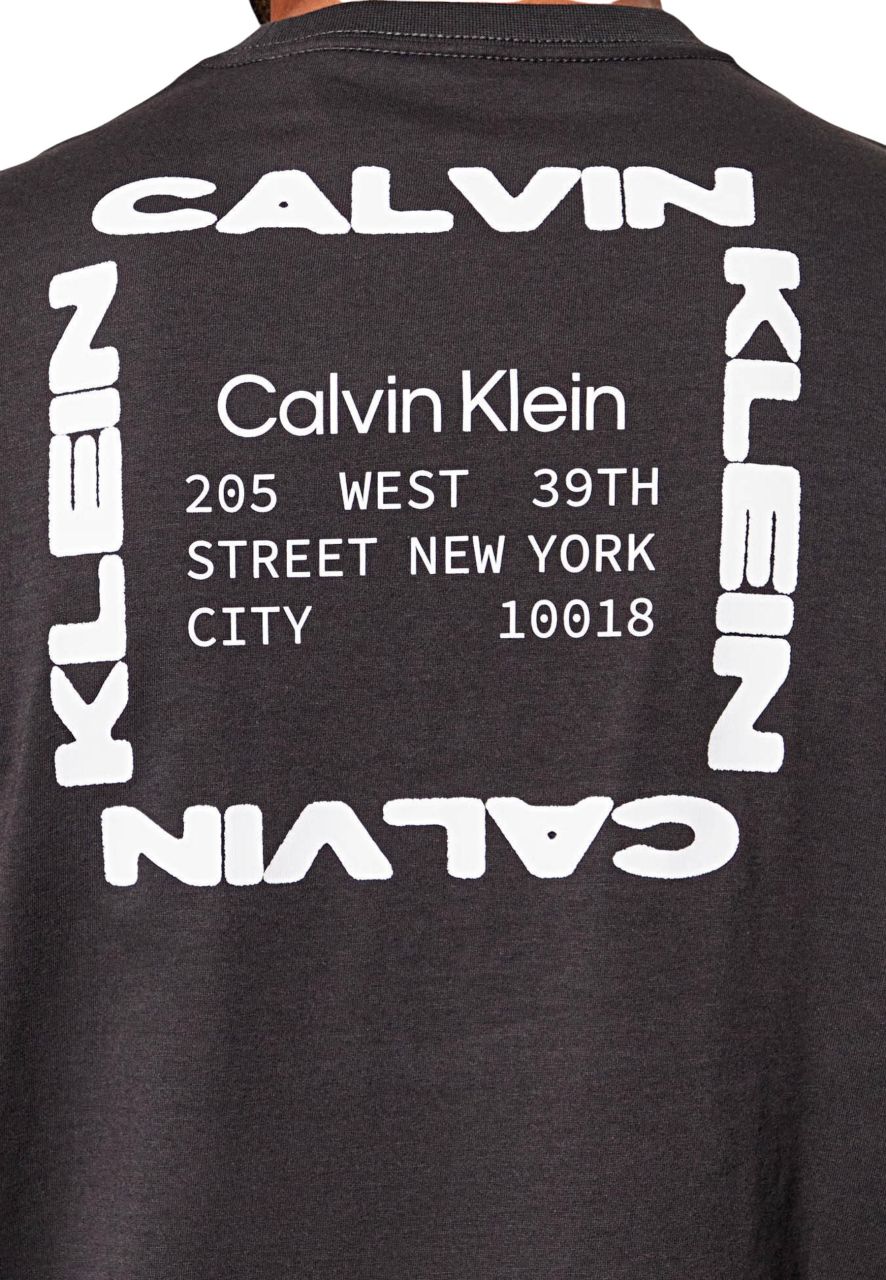 CALVIN
KLEIN
KLEIN
Calvin Klein
205 WEST 39TH
STREET NEW YORK
CITY 10018
CALVIN